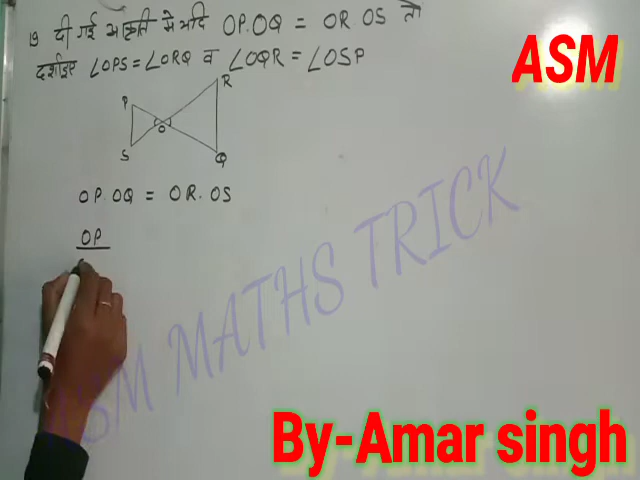 19 दी गई आकृति मे यदि OP.OQ = OR OS तो
दर्शाइए ∠OPS = ∠ORQ व ∠OQR = ∠OSP
ASM
R
P
O
S
Q
OP. OQ = OR. OS
OP
ASM MATHS TRICK
By-Amar singh